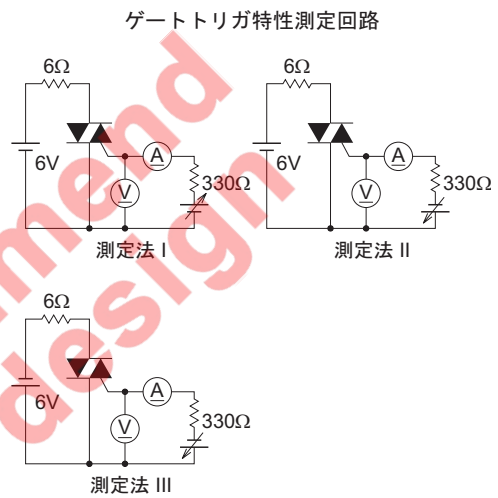 ゲートトリガ特性測定回路
6Ω
6V
A
V
330Ω
測定法 I
6Ω
6V
A
V
330Ω
測定法 II
6Ω
6V
A
V
330Ω
測定法 III
mend
design